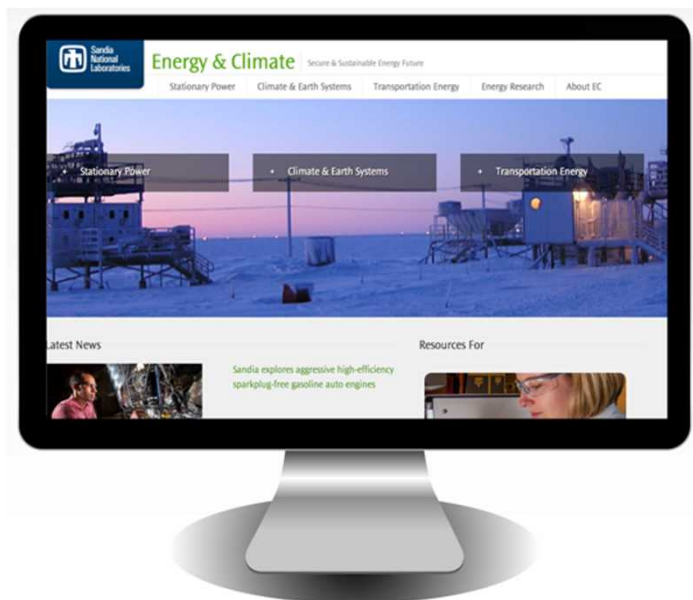 Sandia
National
Laboratories
Energy & Climate
Secure & Sustainable Energy Future
Stationary Power Climate & Earth Systems Transportation Energy Energy Research About EC
+ Stationary Power + Climate & Earth Systems + Transportation Energy
Latest News
Resources For
Sandia explores aggressive high-efficiency
sparkplug-free gasoline auto engines